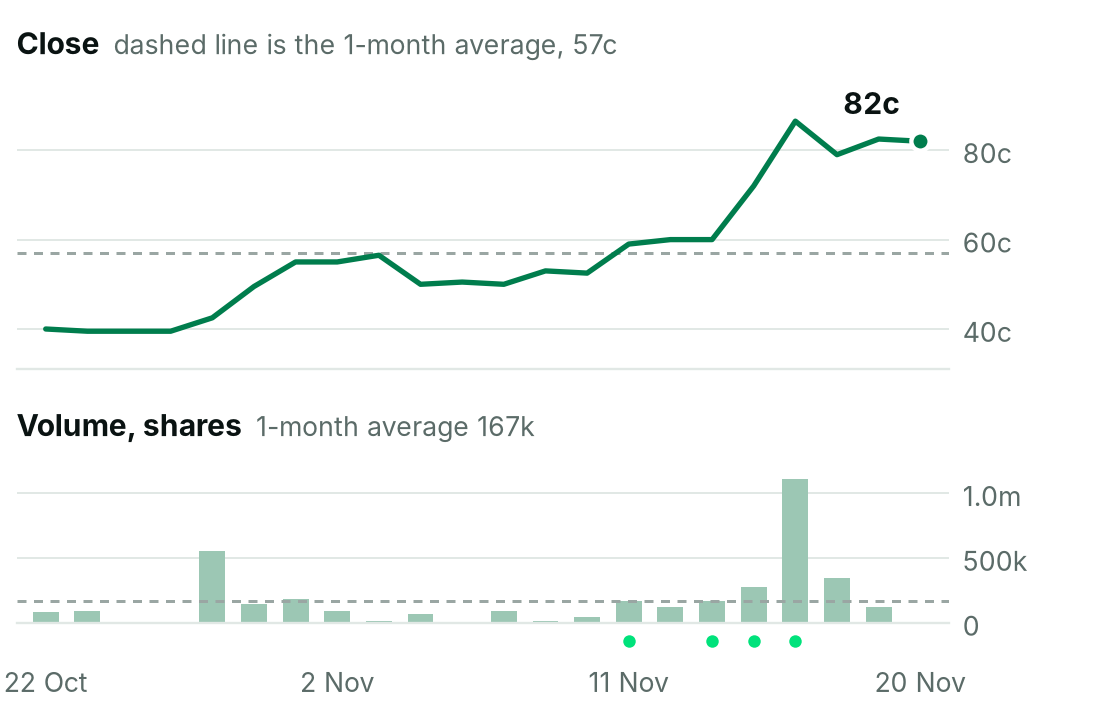 Close dashed line is the 1-month average, 57c
82c
80c
60c
40c
Volume, shares 1-month average 167k
1.0m
500k
0
22 Oct 2 Nov 11 Nov 20 Nov